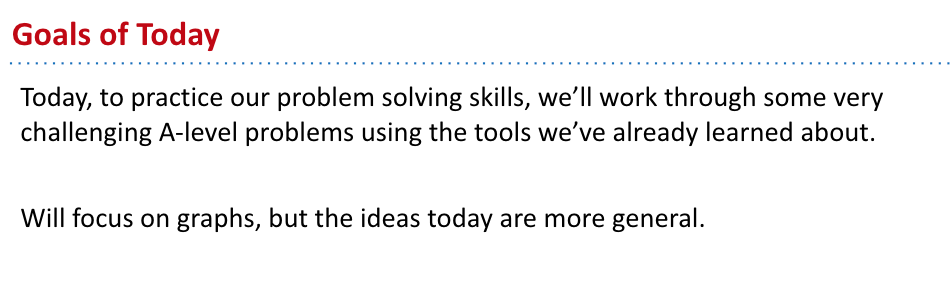 Goals of Today
Today, to practice our problem solving skills, we’ll work through some very
challenging A-level problems using the tools we’ve already learned about.
Will focus on graphs, but the ideas today are more general.